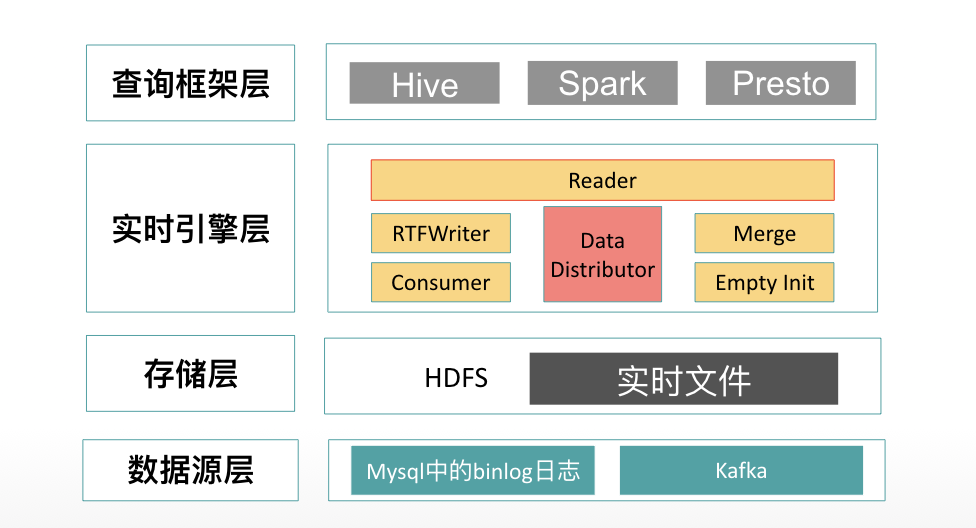 查询框架层
Hive
Spark
Presto
实时引擎层
Reader
RTFWriter
Data
Distributor
Merge
Consumer
Empty Init
存储层
HDFS
实时文件
数据源层
Mysql中的binlog日志
Kafka